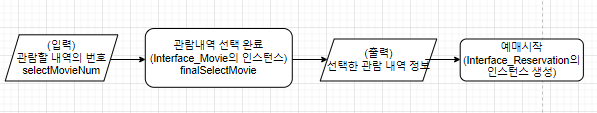 (입력)
관람할 내역의 번호
selectMovieNum
관람내역 선택 완료
(Interface_Movie의 인스턴스)
finalSelectMovie
(출력)
선택한 관람 내역 정보
예매시작
(Interface_Reservation의
인스턴스 생성)